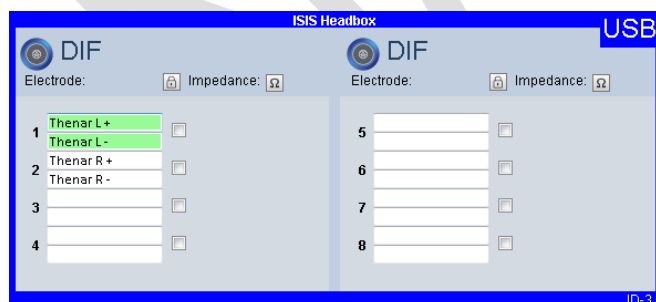 ISIS Headbox
USB
DIF
Electrode: Impedance: Ω
1 Thenar L+
Thenar L-
2 Thenar R+
Thenar R-
3
4
DIF
Electrode: Impedance: Ω
5
6
7
8
ID-3